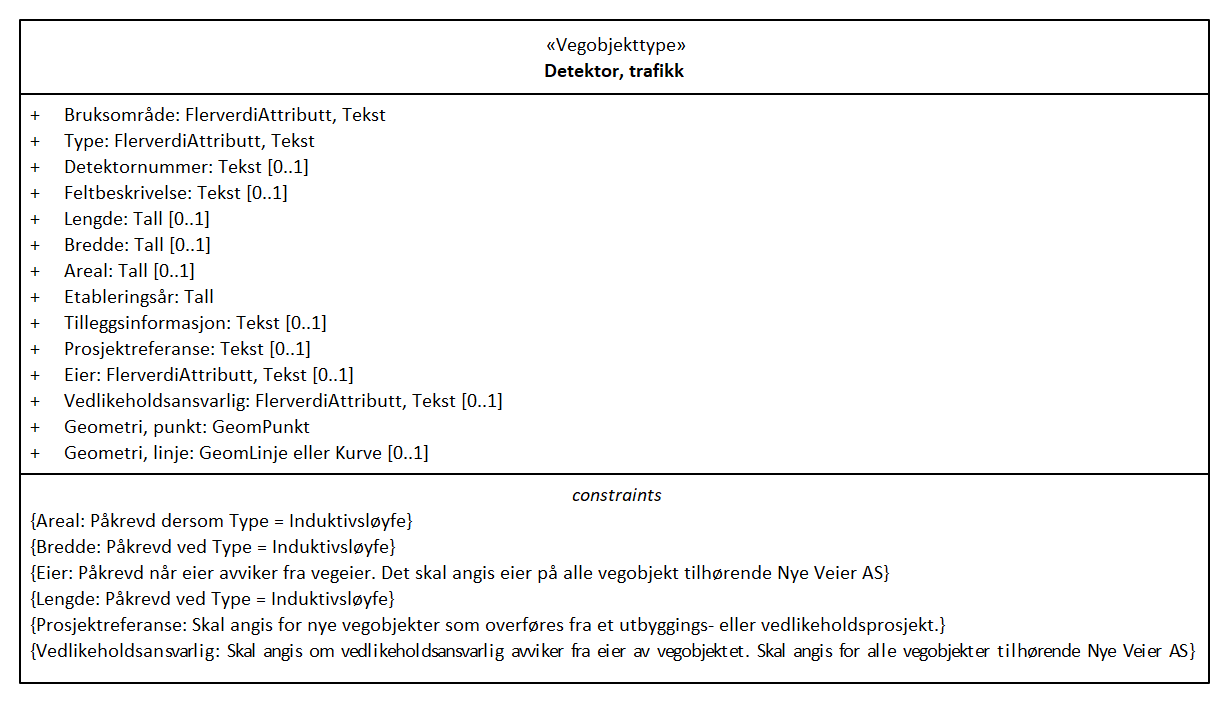 «Vegobjekttype»
Detektor, trafikk
+ Bruksområde: FlerverdiAttributt, Tekst
+ Type: FlerverdiAttributt, Tekst
+ Detektornummer: Tekst [0..1]
+ Feltbeskrivelse: Tekst [0..1]
+ Lengde: Tall [0..1]
+ Bredde: Tall [0..1]
+ Areal: Tall [0..1]
+ Etableringsår: Tall
+ Tilleggsinformasjon: Tekst [0..1]
+ Prosjektreferanse: Tekst [0..1]
+ Eier: FlerverdiAttributt, Tekst [0..1]
+ Vedlikeholdsansvarlig: FlerverdiAttributt, Tekst [0..1]
+ Geometri, punkt: GeomPunkt
+ Geometri, linje: GeomLinje eller Kurve [0..1]
constraints
{Areal: Påkrevd dersom Type = Induktivsløyfe}
{Bredde: Påkrevd ved Type = Induktivsløyfe}
{Eier: Påkrevd når eier avviker fra vegeier. Det skal angis eier på alle vegobjekt tilhørende Nye Veier AS}
{Lengde: Påkrevd ved Type = Induktivsløyfe}
{Prosjektreferanse: Skal angis for nye vegobjekter som overføres fra et utbyggings- eller vedlikeholdsprosjekt.}
{Vedlikeholdsansvarlig: Skal angis om vedlikeholdsansvarlig avviker fra eier av vegobjektet. Skal angis for alle vegobjekter tilhørende Nye Veier AS}